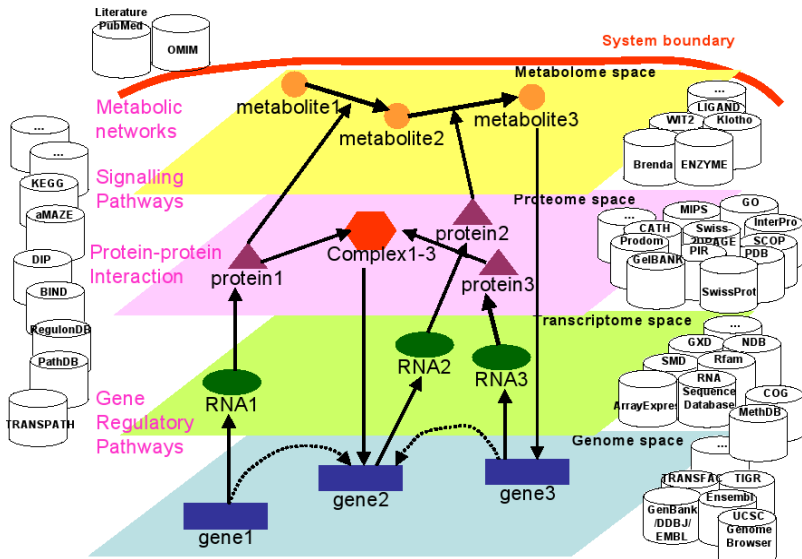 Literature
PubMed
OMIM
System boundary
Metabolome space
Metabolic
networks
metabolite1
metabolite2
metabolite3
...
LIGAND
WIT2
Klotho
Brenda
ENZYME
...
...
KEGG
aMAZE
Signalling
Pathways
Proteome space
protein2
Protein-protein
Interaction
protein1
Complex1-3
protein3
...
MIPS
GO
InterPro
CATH
Swiss-
2DPAGE
SCOP
Prodom
PIR
PDB
GelBANK
SwissProt
DIP
BIND
RegulonDB
PathDB
TRANSPATH
Transcriptome space
...
GXD
NDB
SMD
Rfam
RNA
Sequence
Database
ArrayExpres
COG
MethDB
RNA1
RNA2
RNA3
Gene
Regulatory
Pathways
Genome space
...
TRANSFAC
TIGR
Ensembl
GenBank
/DDBJ/
EMBL
UCSC
Genome
Browser
gene1
gene2
gene3